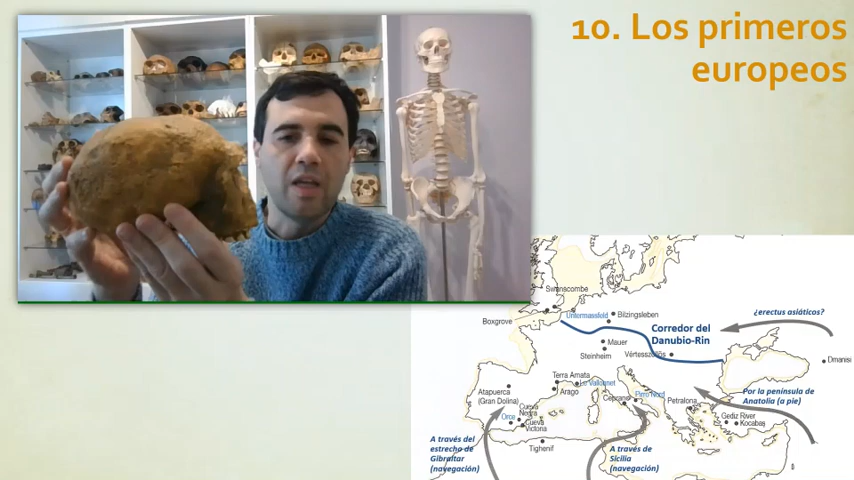 10. Los primeros
europeos
Swanscombe
Boxgrove
Untermassfeld
Bilzingsleben
¿erectus asiáticos?
Corredor del
Danubio-Rin
Mauer
Steinheim
Vértesszőlős
Dmanisi
Terra Amata
Le Vallonnet
Arago
Atapuerca
(Gran Dolina)
Ceprano
Pirro Nord
Petralona
Por la península de
Anatolia (a pie)
Cueva
Negra
Orce
Cueva
Victoria
Gediz River
Kocabaş
Tighenif
A través del
estrecho de
Gibraltar
(navegación)
A través de
Sicilia
(navegación)